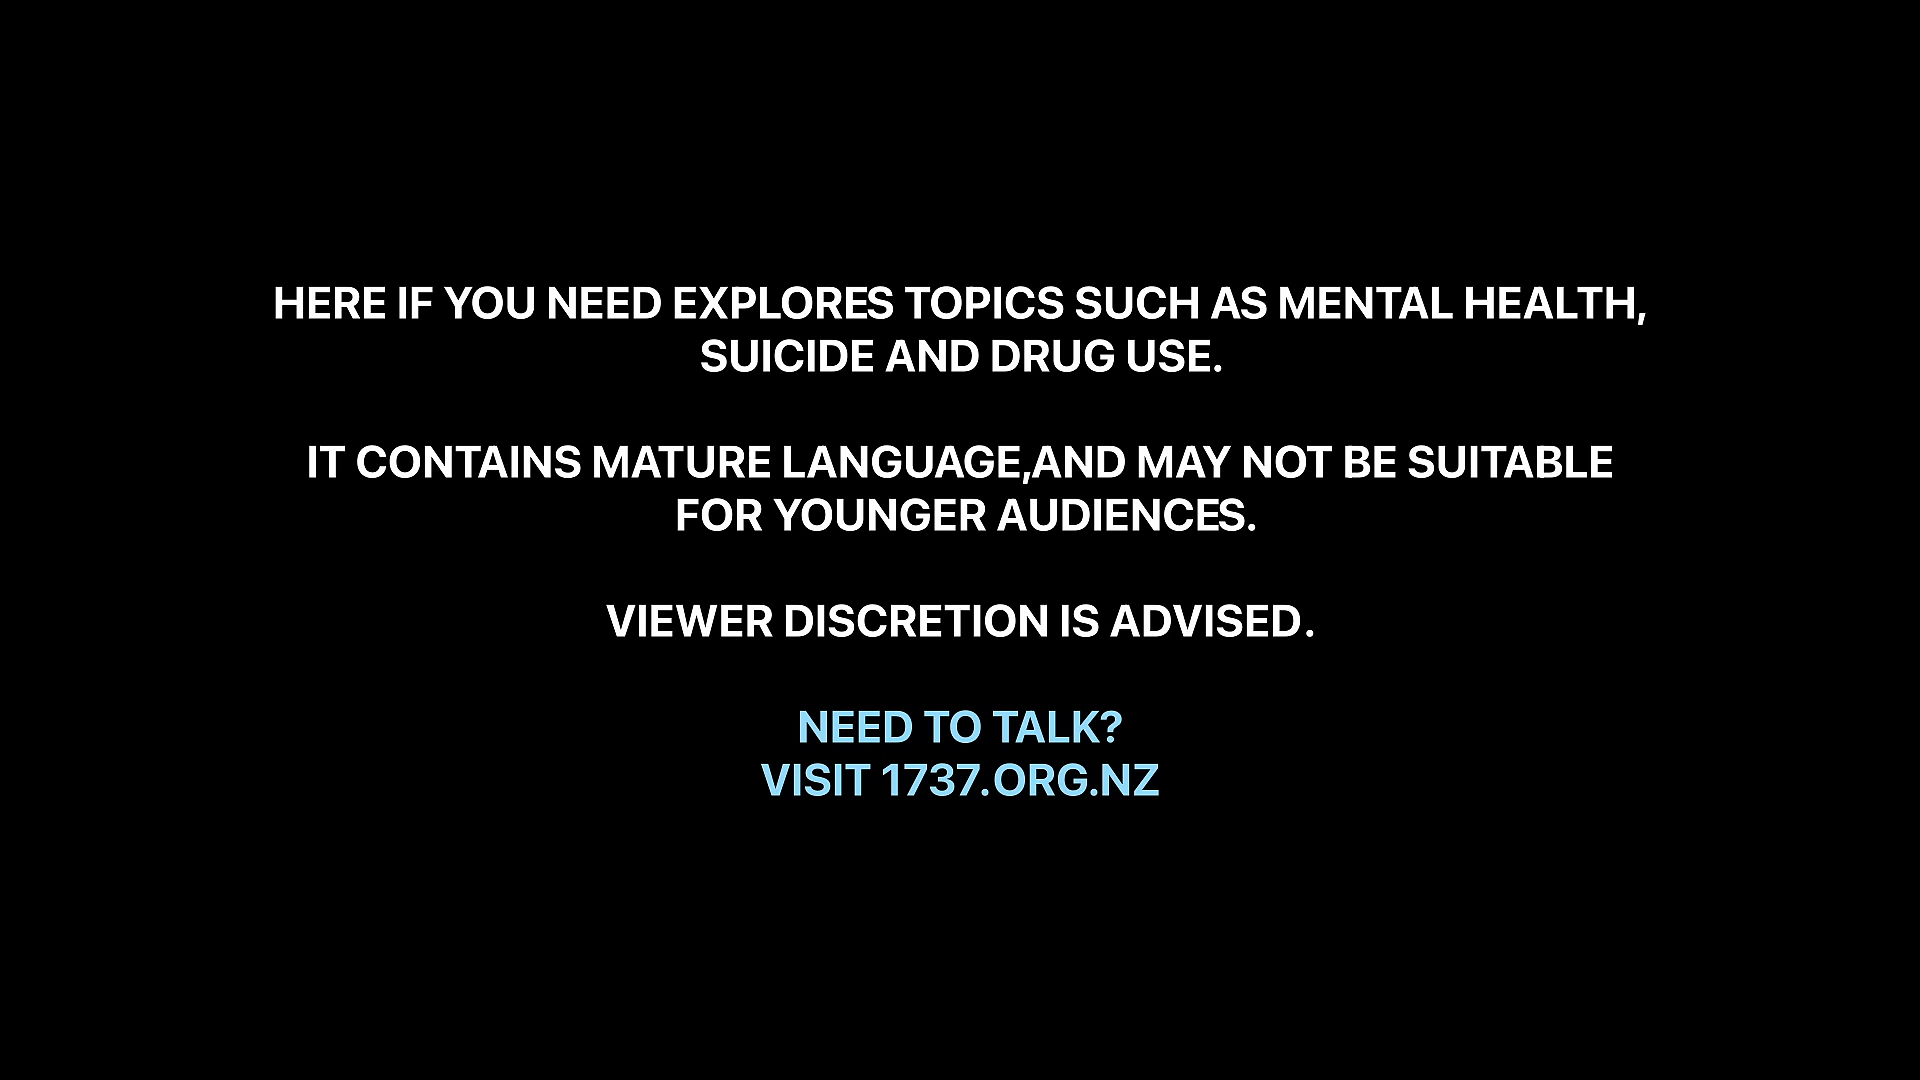 HERE IF YOU NEED EXPLORES TOPICS SUCH AS MENTAL HEALTH,
SUICIDE AND DRUG USE.
IT CONTAINS MATURE LANGUAGE,AND MAY NOT BE SUITABLE
FOR YOUNGER AUDIENCES.
VIEWER DISCRETION IS ADVISED.
NEED TO TALK?
VISIT 1737.ORG.NZ